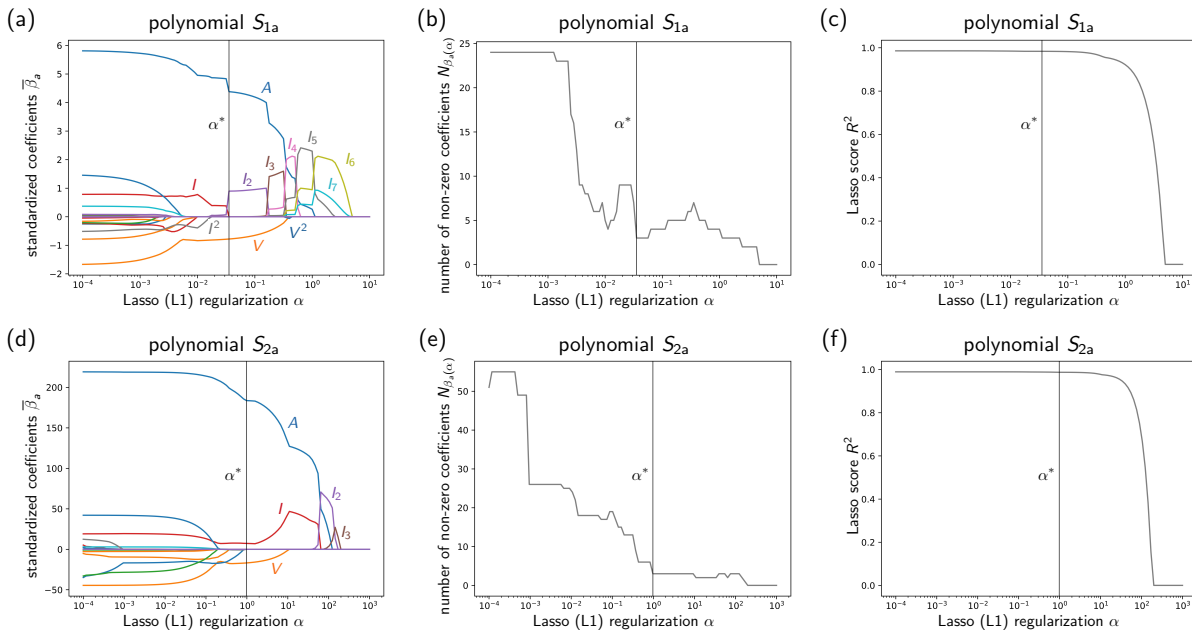 (a)
polynomial S₁ₐ
standardized coefficients β̅ₐ
6
5
4
3
2
1
0
−1
−2
A
α*
I
I₂
I₃
I₄
I₅
I₆
I₇
I²
V
V²
10⁻⁴ 10⁻³ 10⁻² 10⁻¹ 10⁰ 10¹
Lasso (L1) regularization α
(b)
polynomial S₁ₐ
number of non-zero coefficients N_βₐ(α)
25
20
15
10
5
0
α*
10⁻⁴ 10⁻³ 10⁻² 10⁻¹ 10⁰ 10¹
Lasso (L1) regularization α
(c)
polynomial S₁ₐ
Lasso score R²
1.0
0.8
0.6
0.4
0.2
0.0
α*
10⁻⁴ 10⁻³ 10⁻² 10⁻¹ 10⁰ 10¹
Lasso (L1) regularization α
(d)
polynomial S₂ₐ
standardized coefficients β̅ₐ
200
150
100
50
0
−50
A
α*
I
I₂
I₃
V
10⁻⁴ 10⁻³ 10⁻² 10⁻¹ 10⁰ 10¹ 10² 10³
Lasso (L1) regularization α
(e)
polynomial S₂ₐ
number of non-zero coefficients N_βₐ(α)
50
40
30
20
10
0
α*
10⁻⁴ 10⁻³ 10⁻² 10⁻¹ 10⁰ 10¹ 10² 10³
Lasso (L1) regularization α
(f)
polynomial S₂ₐ
Lasso score R²
1.0
0.8
0.6
0.4
0.2
0.0
α*
10⁻⁴ 10⁻³ 10⁻² 10⁻¹ 10⁰ 10¹ 10² 10³
Lasso (L1) regularization α